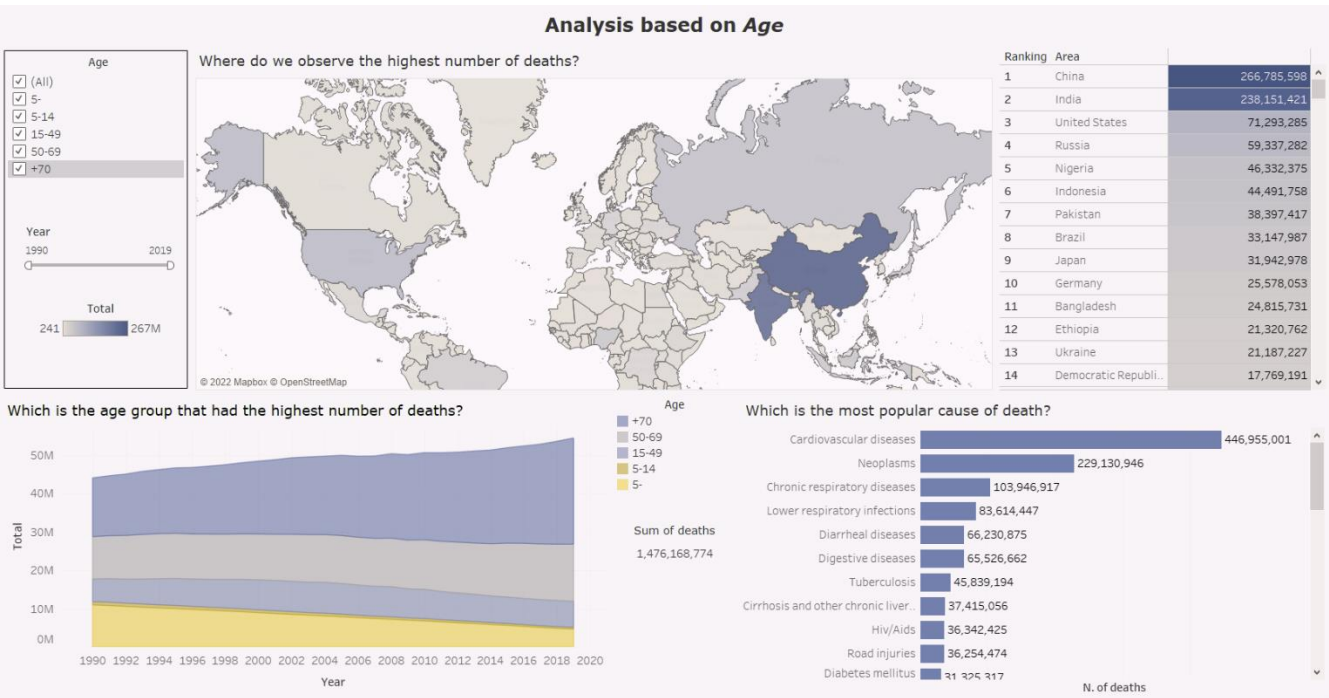 Analysis based on Age
Age
(All)
5-
5-14
15-49
50-69
+70
Year
1990 2019
Total
241 267M
Where do we observe the highest number of deaths?
© 2022 Mapbox © OpenStreetMap
Ranking Area
1 China 266,785,598
2 India 238,151,421
3 United States 71,293,285
4 Russia 59,337,282
5 Nigeria 46,332,375
6 Indonesia 44,491,758
7 Pakistan 38,397,417
8 Brazil 33,147,987
9 Japan 31,942,978
10 Germany 25,578,053
11 Bangladesh 24,815,731
12 Ethiopia 21,320,762
13 Ukraine 21,187,227
14 Democratic Republi.. 17,769,191
Which is the age group that had the highest number of deaths?
Total
50M
40M
30M
20M
10M
0M
1990 1992 1994 1996 1998 2000 2002 2004 2006 2008 2010 2012 2014 2016 2018 2020
Year
Age
+70
50-69
15-49
5-14
5-
Sum of deaths
1,476,168,774
Which is the most popular cause of death?
Cardiovascular diseases 446,955,001
Neoplasms 229,130,946
Chronic respiratory diseases 103,946,917
Lower respiratory infections 83,614,447
Diarrheal diseases 66,230,875
Digestive diseases 65,526,662
Tuberculosis 45,839,194
Cirrhosis and other chronic liver.. 37,415,056
Hiv/Aids 36,342,425
Road injuries 36,254,474
Diabetes mellitus 31,325,317
N. of deaths